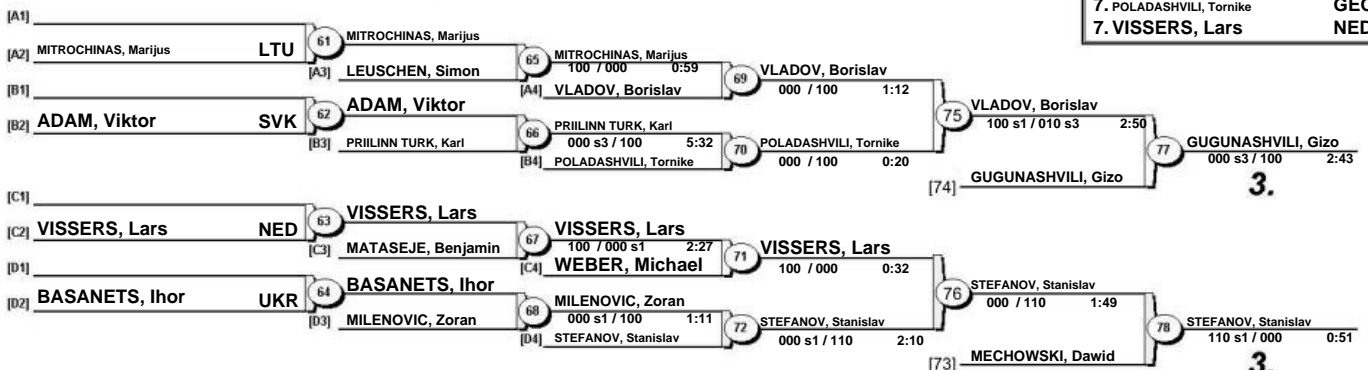 7. POLADASHVILI, Tornike GEO
7. VISSERS, Lars NED
[A1]
[A2] MITROCHINAS, Marijus LTU
61 MITROCHINAS, Marijus
[A3] LEUSCHEN, Simon
65 MITROCHINAS, Marijus
100 / 000 0:59
[A4] VLADOV, Borislav
69 VLADOV, Borislav
000 / 100 1:12
[B1]
[B2] ADAM, Viktor SVK
62 ADAM, Viktor
[B3] PRIILINN TURK, Karl
66 PRIILINN TURK, Karl
000 s3 / 100 5:32
[B4] POLADASHVILI, Tornike
70 POLADASHVILI, Tornike
000 / 100 0:20
75 VLADOV, Borislav
100 s1 / 010 s3 2:50
[74] GUGUNASHVILI, Gizo
77 GUGUNASHVILI, Gizo
000 s3 / 100 2:43
3.
[C1]
[C2] VISSERS, Lars NED
63 VISSERS, Lars
[C3] MATASEJE, Benjamin
67 VISSERS, Lars
100 / 000 s1 2:27
[C4] WEBER, Michael
71 VISSERS, Lars
100 / 000 0:32
[D1]
[D2] BASANETS, Ihor UKR
64 BASANETS, Ihor
[D3] MILENOVIC, Zoran
68 MILENOVIC, Zoran
000 s1 / 100 1:11
[D4] STEFANOV, Stanislav
72 STEFANOV, Stanislav
000 s1 / 110 2:10
76 STEFANOV, Stanislav
000 / 110 1:49
[73] MECHOWSKI, Dawid
78 STEFANOV, Stanislav
110 s1 / 000 0:51
3.